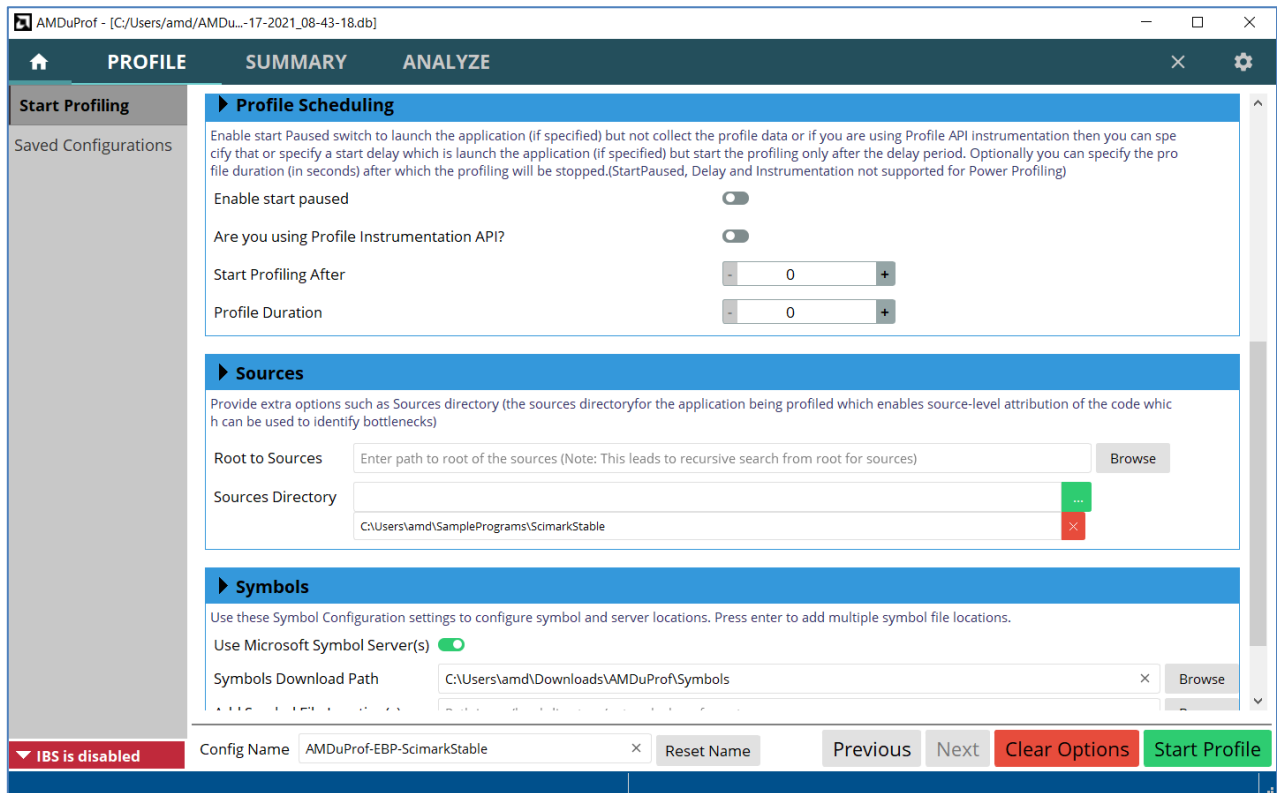 AMDuProf - [C:/Users/amd/AMDu...-17-2021_08-43-18.db]
PROFILE SUMMARY ANALYZE
Start Profiling
Saved Configurations
Profile Scheduling
Enable start Paused switch to launch the application (if specified) but not collect the profile data or if you are using Profile API instrumentation then you can spe
cify that or specify a start delay which is launch the application (if specified) but start the profiling only after the delay period. Optionally you can specify the pro
file duration (in seconds) after which the profiling will be stopped.(StartPaused, Delay and Instrumentation not supported for Power Profiling)
Enable start paused
Are you using Profile Instrumentation API?
Start Profiling After - 0 +
Profile Duration - 0 +
Sources
Provide extra options such as Sources directory (the sources directoryfor the application being profiled which enables source-level attribution of the code whic
h can be used to identify bottlenecks)
Root to Sources Enter path to root of the sources (Note: This leads to recursive search from root for sources) Browse
Sources Directory ...
C:\Users\amd\SamplePrograms\ScimarkStable
Symbols
Use these Symbol Configuration settings to configure symbol and server locations. Press enter to add multiple symbol file locations.
Use Microsoft Symbol Server(s)
Symbols Download Path C:\Users\amd\Downloads\AMDuProf\Symbols Browse
IBS is disabled
Config Name AMDuProf-EBP-ScimarkStable Reset Name Previous Next Clear Options Start Profile